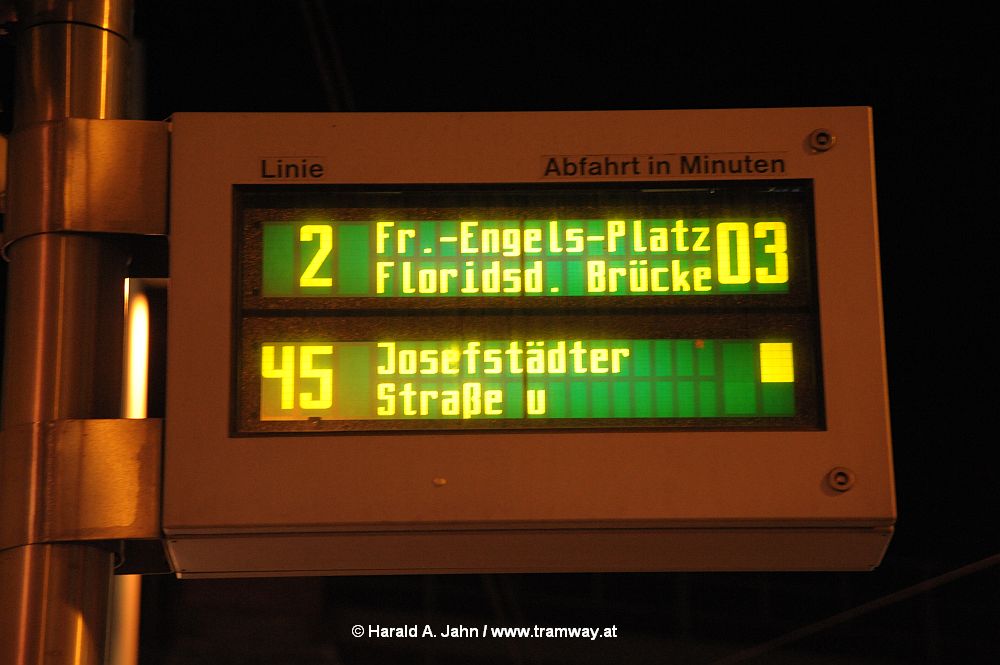 Linie Abfahrt in Minuten
2 Fr.-Engels-Platz 03
Floridsd. Brücke
45 Josefstädter
Straße u
© Harald A. Jahn / www.tramway.at